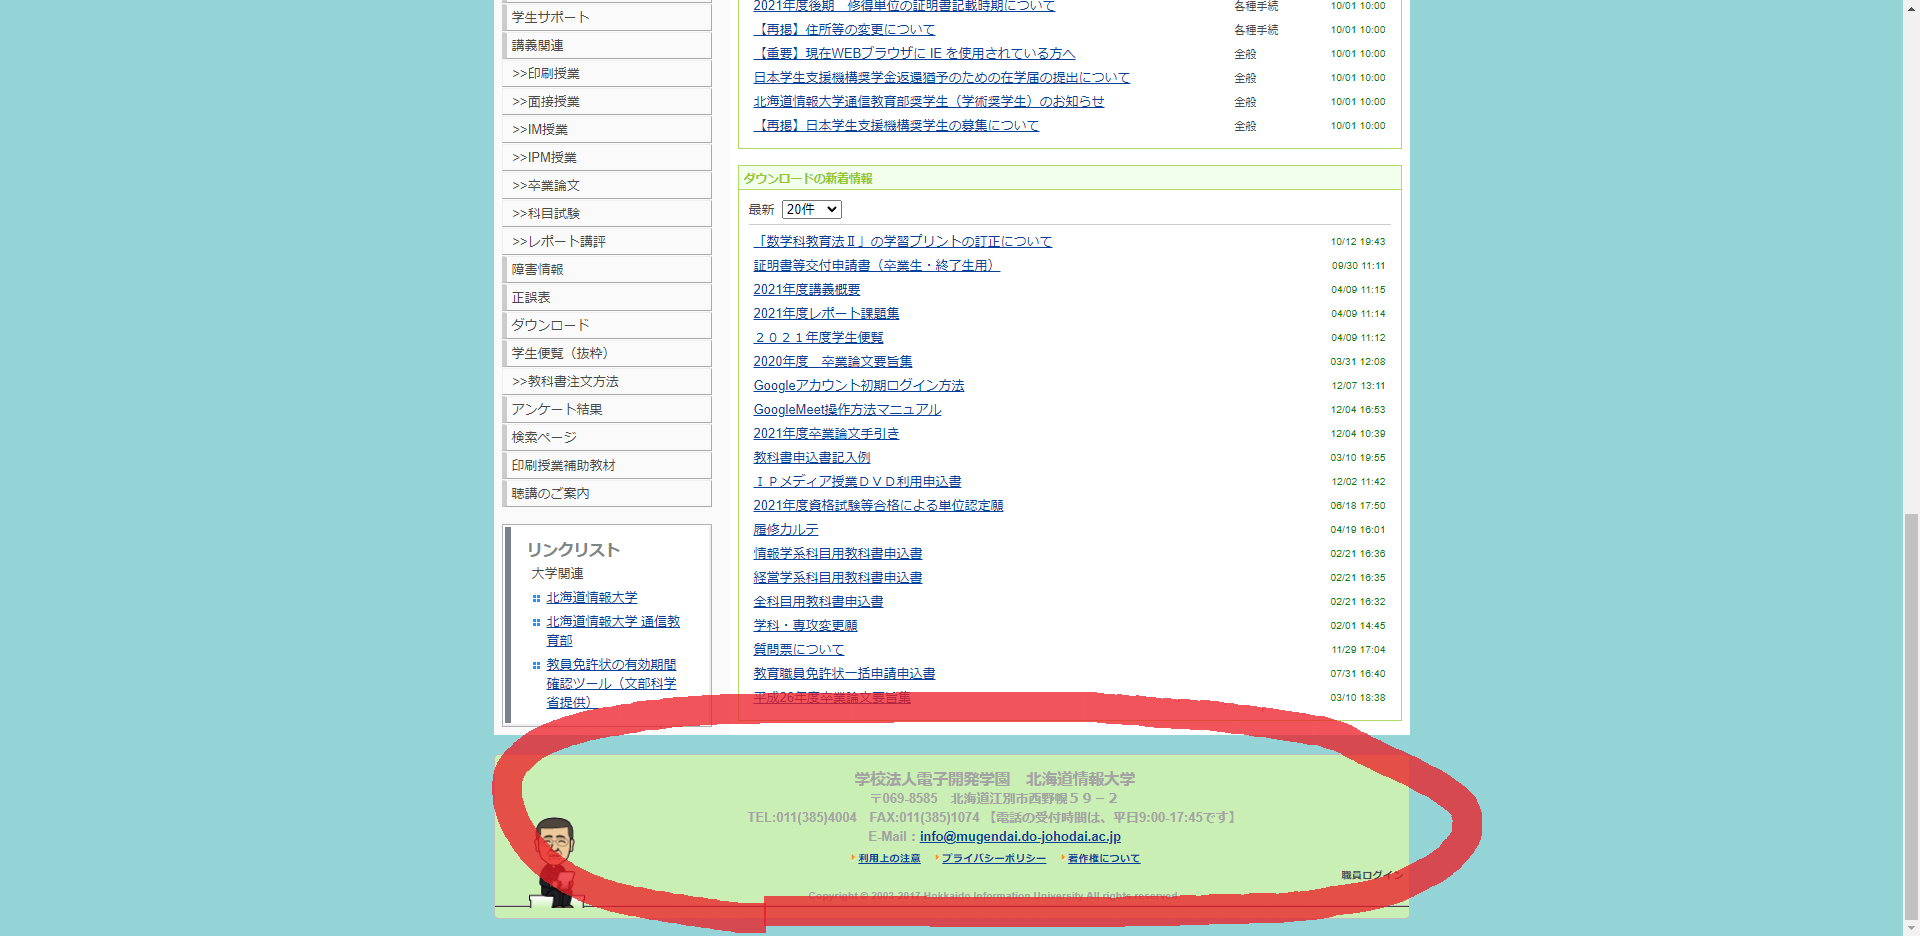 学生サポート
講義関連
>>印刷授業
>>面接授業
>>IM授業
>>IPM授業
>>卒業論文
>>科目試験
>>レポート講評
障害情報
正誤表
ダウンロード
学生便覧（抜粋）
>>教科書注文方法
アンケート結果
検索ページ
印刷授業補助教材
聴講のご案内
リンクリスト
大学関連
北海道情報大学
北海道情報大学 通信教
育部
教員免許状の有効期間
確認ツール（文部科学
省提供）
2021年度後期　修得単位の証明書記載時期について 各種手続 10/01 10:00
【再掲】住所等の変更について 各種手続 10/01 10:00
【重要】現在WEBブラウザに IE を使用されている方へ 全般 10/01 10:00
日本学生支援機構奨学金返還猶予のための在学届の提出について 全般 10/01 10:00
北海道情報大学通信教育部奨学生（学術奨学生）のお知らせ 全般 10/01 10:00
【再掲】日本学生支援機構奨学生の募集について 全般 10/01 10:00
ダウンロードの新着情報
最新 20件
「数学科教育法Ⅱ」の学習プリントの訂正について 10/12 19:43
証明書等交付申請書（卒業生・終了生用） 09/30 11:11
2021年度講義概要 04/09 11:15
2021年度レポート課題集 04/09 11:14
２０２１年度学生便覧 04/09 11:12
2020年度　卒業論文要旨集 03/31 12:08
Googleアカウント初期ログイン方法 12/07 13:11
GoogleMeet操作方法マニュアル 12/04 16:53
2021年度卒業論文手引き 12/04 10:39
教科書申込書記入例 03/10 19:55
ＩＰメディア授業ＤＶＤ利用申込書 12/02 11:42
2021年度資格試験等合格による単位認定願 06/18 17:50
履修カルテ 04/19 16:01
情報学系科目用教科書申込書 02/21 16:36
経営学系科目用教科書申込書 02/21 16:35
全科目用教科書申込書 02/21 16:32
学科・専攻変更願 02/01 14:45
質問票について 11/29 17:04
教育職員免許状一括申請申込書 07/31 16:40
平成26年度卒業論文要旨集 03/10 18:38
学校法人電子開発学園　北海道情報大学
〒069-8585　北海道江別市西野幌５９－２
TEL:011(385)4004　FAX:011(385)1074 【電話の受付時間は、平日9:00-17:45です】
E-Mail : info@mugendai.do-johodai.ac.jp
利用上の注意 プライバシーポリシー 著作権について
職員ログイン
Copyright © 2002-2017 Hokkaido Information University All rights reserved.